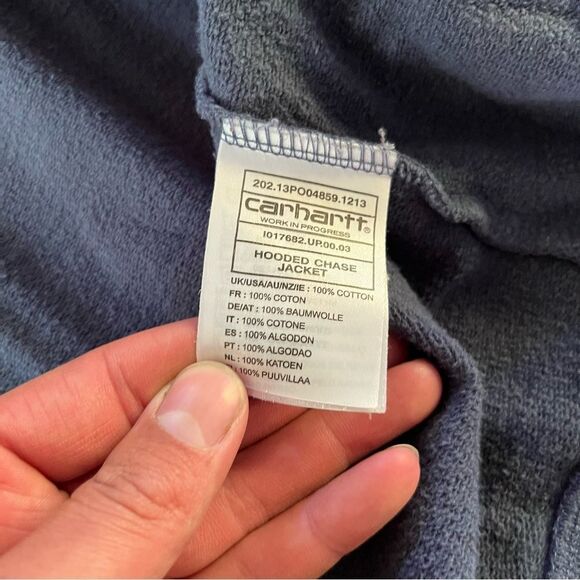 202.13PO04859.1213
carhartt®
WORK IN PROGRESS
I017682.UP.00.03
HOODED CHASE
JACKET
UK/USA/AU/NZ/IE : 100% COTTON
FR : 100% COTON
DE/AT : 100% BAUMWOLLE
IT : 100% COTONE
ES : 100% ALGODON
PT : 100% ALGODAO
NL : 100% KATOEN
: 100% PUUVILLAA